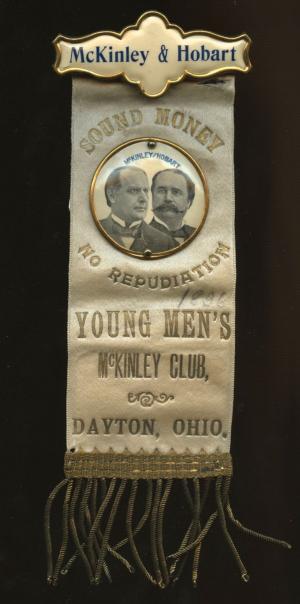 McKinley & Hobart
SOUND MONEY
McKINLEY/HOBART
NO REPUDIATION
1896
YOUNG MEN'S
McKINLEY CLUB,
DAYTON, OHIO.